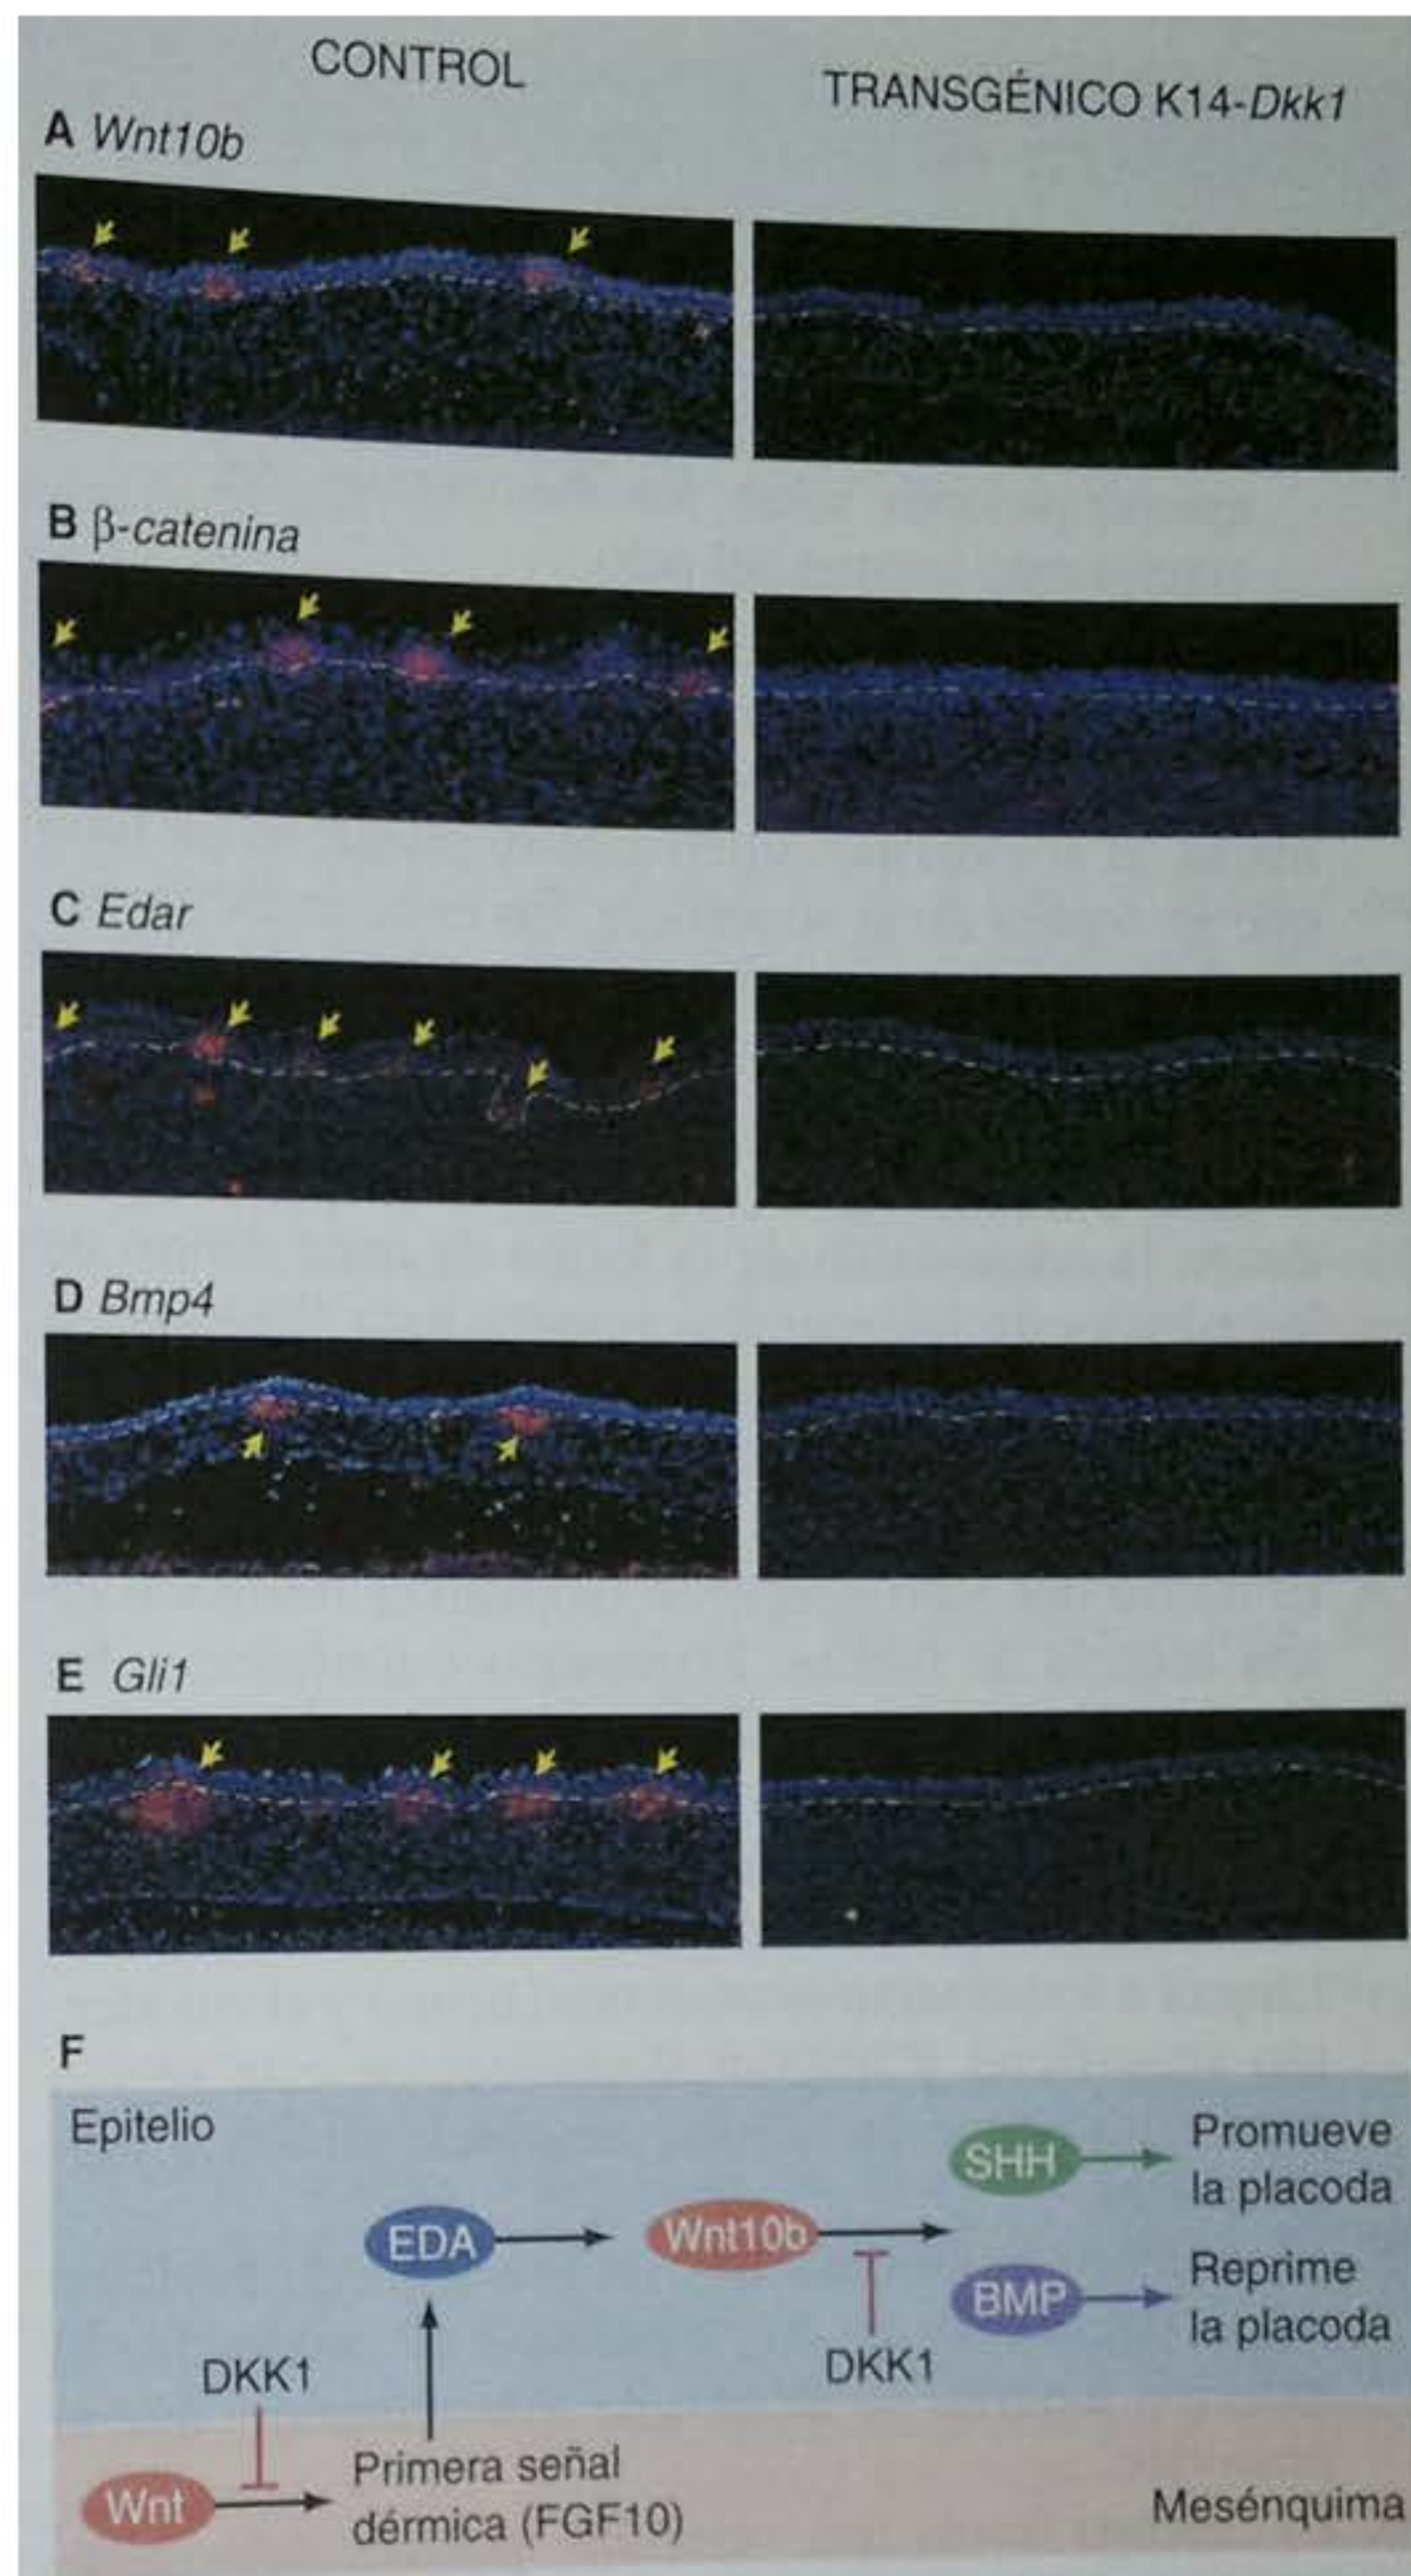 CONTROL
TRANSGÉNICO K14-Dkk1
A Wnt10b
B β-catenina
C Edar
D Bmp4
E Gli1
F
Epitelio
SHH
Promueve
la placoda
EDA
Wnt10b
BMP
Reprime
la placoda
DKK1
DKK1
Wnt
Primera señal
dérmica (FGF10)
Mesénquima